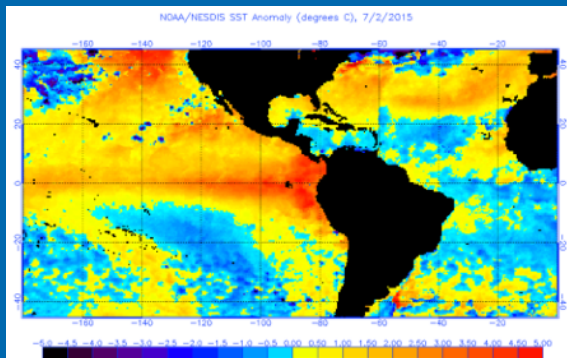 NOAA/NESDIS SST Anomaly (degrees C), 7/2/2015
-160 -140 -120 -100 -80 -60 -40 -20
40 40
20 20
0 0
-20 -20
-40 -40
-160 -140 -120 -100 -80 -60 -40 -20
-5.0 -4.5 -4.0 -3.5 -3.0 -2.5 -2.0 -1.5 -1.0 -0.5 0.00 0.50 1.00 1.50 2.00 2.50 3.00 3.50 4.00 4.50 5.00